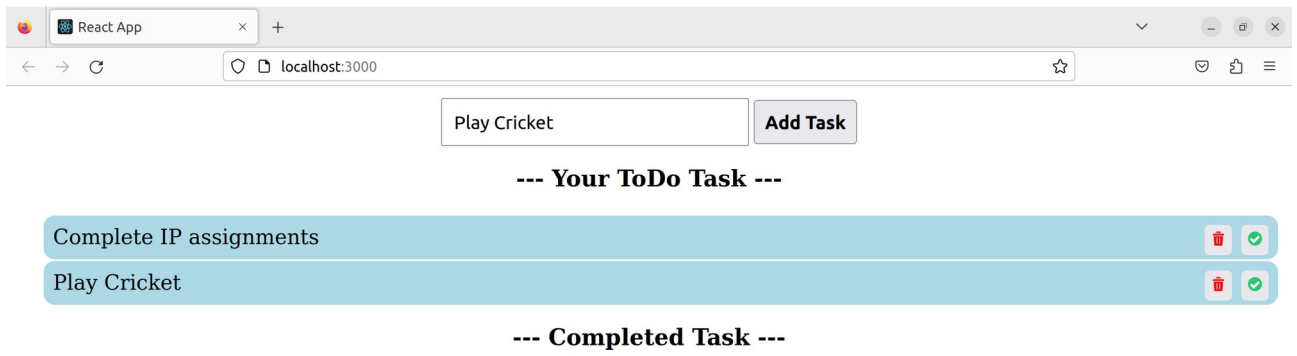 React App
localhost:3000
Play Cricket Add Task
--- Your ToDo Task ---
Complete IP assignments
Play Cricket
--- Completed Task ---